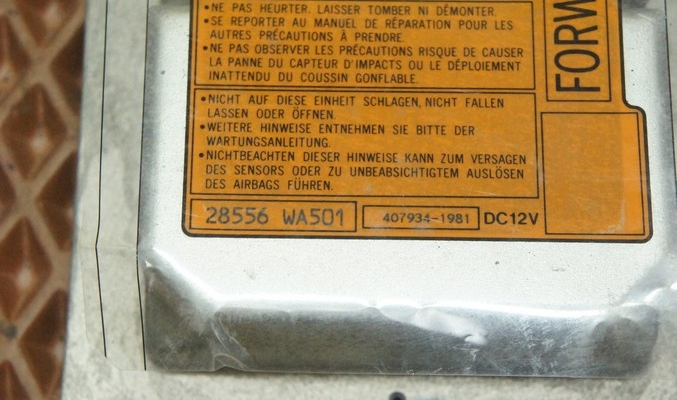 •NE PAS HEURTER. LAISSER TOMBER NI DÉMONTER.
•SE REPORTER AU MANUEL DE RÉPARATION POUR LES
AUTRES PRÉCAUTIONS À PRENDRE.
•NE PAS OBSERVER LES PRÉCAUTIONS RISQUE DE CAUSER
LA PANNE DU CAPTEUR D'IMPACTS OU LE DÉPLOIEMENT
INATTENDU DU COUSSIN GONFLABLE.
•NICHT AUF DIESE EINHEIT SCHLAGEN, NICHT FALLEN
LASSEN ODER ÖFFNEN.
•WEITERE HINWEISE ENTNEHMEN SIE BITTE DER
WARTUNGSANLEITUNG.
•NICHTBEACHTEN DIESER HINWEISE KANN ZUM VERSAGEN
DES SENSORS ODER ZU UNBEABSICHTIGTEM AUSLÖSEN
DES AIRBAGS FÜHREN.
28556 WA501 407934-1981 DC12V
FORW